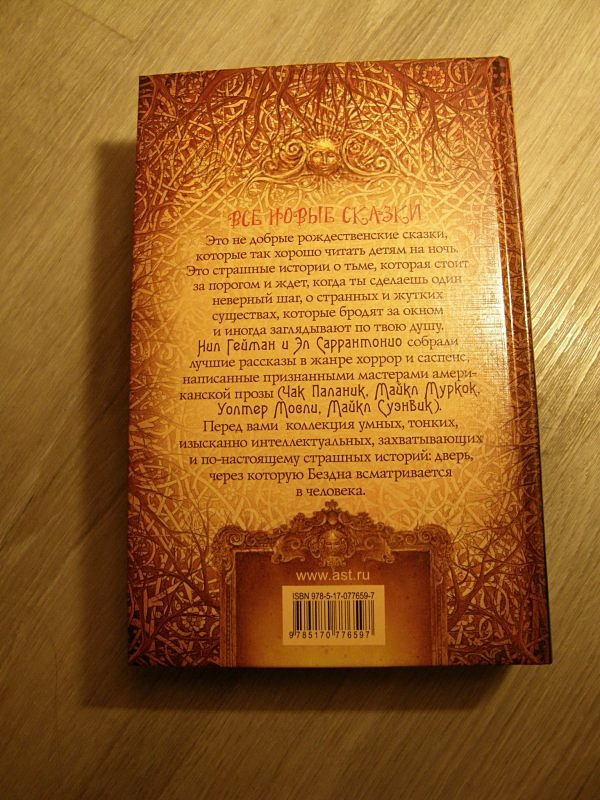 ВСЕ НОВЫЕ СКАЗКИ
Это не добрые рождественские сказки,
которые так хорошо читать детям на ночь.
Это страшные истории о тьме, которая стоит
за порогом и ждет, когда ты сделаешь один
неверный шаг, о странных и жутких
существах, которые бродят за окном
и иногда заглядывают по твою душу.
Нил Гейман и Эл Саррантонио собрали
лучшие рассказы в жанре хоррор и саспенс,
написанные признанными мастерами амери-
канской прозы (Чак Паланик, Майкл Муркок,
Уолтер Мосли, Майкл Суэнвик).
Перед вами коллекция умных, тонких,
изысканно интеллектуальных, захватывающих
и по-настоящему страшных историй: дверь,
через которую Бездна всматривается
в человека.
www.ast.ru
ISBN 978-5-17-077659-7
9 785170 776597